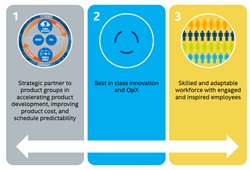 1
Strategic partner to
product groups in
accelerating product
development, improving
product cost, and
schedule predictability
2
Best in class innovation
and OpX
3
Skilled and adaptable
workforce with engaged
and inspired employees